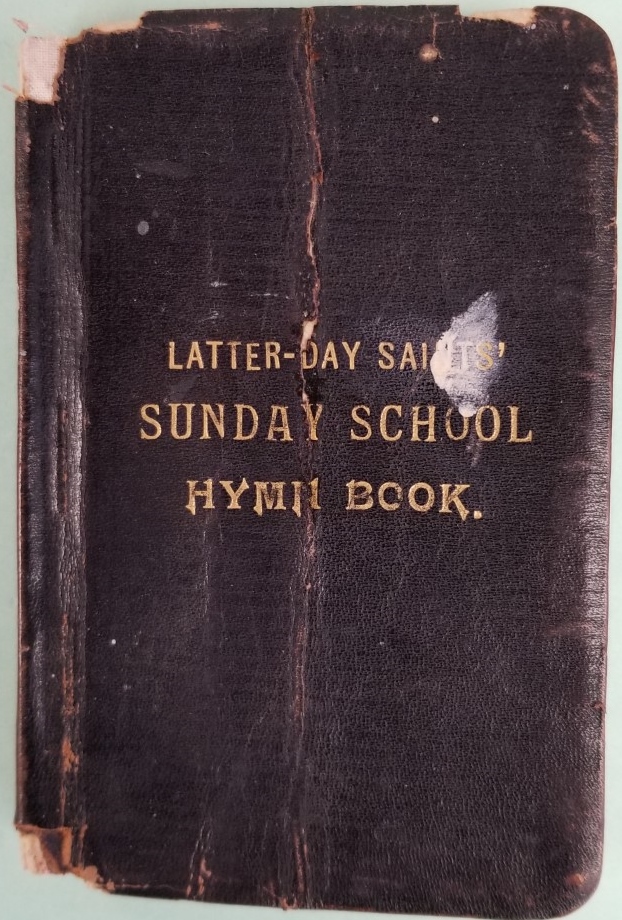 LATTER-DAY SAINTS'
SUNDAY SCHOOL
HYMN BOOK.